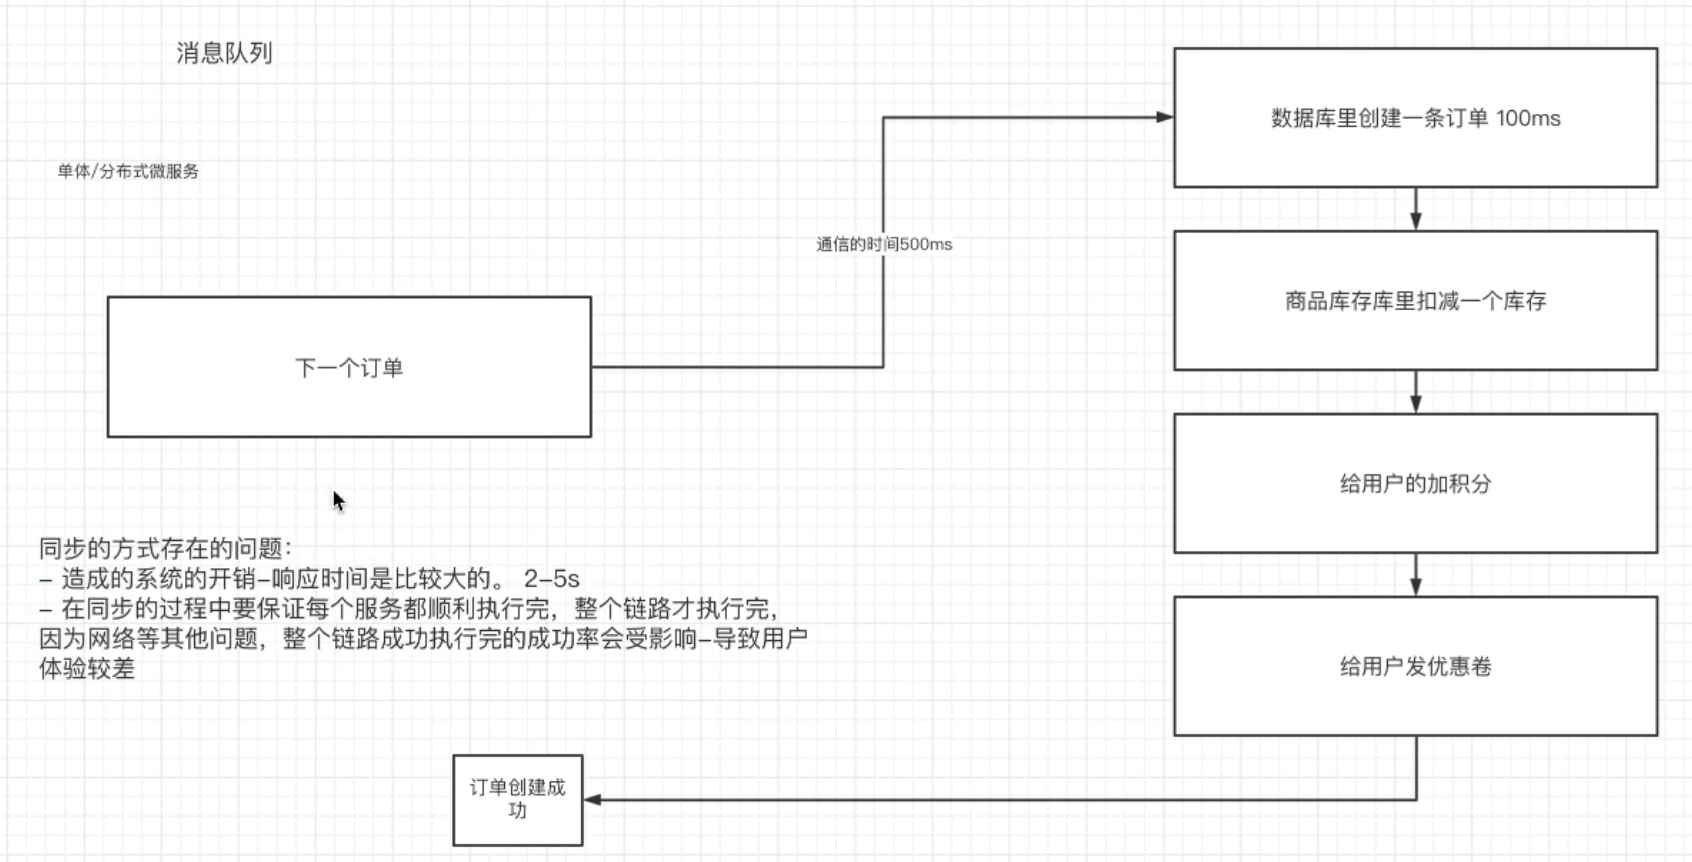 消息队列
单体/分布式微服务
数据库里创建一条订单 100ms
通信的时间500ms
商品库存库里扣减一个库存
下一个订单
给用户的加积分
同步的方式存在的问题：
- 造成的系统的开销-响应时间是比较大的。 2-5s
- 在同步的过程中要保证每个服务都顺利执行完，整个链路才执行完，
因为网络等其他问题，整个链路成功执行完的成功率会受影响-导致用户
体验较差
给用户发优惠卷
订单创建成
功